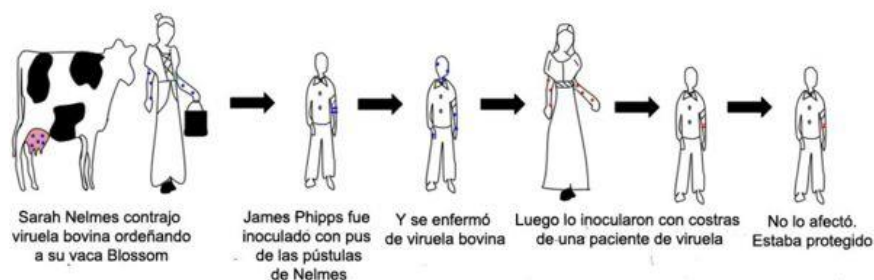 Sarah Nelmes contrajo
viruela bovina ordeñando
a su vaca Blossom
James Phipps fue
inoculado con pus
de las pústulas
de Nelmes
Y se enfermó
de viruela bovina
Luego lo inocularon con costras
de una paciente de viruela
No lo afectó.
Estaba protegido